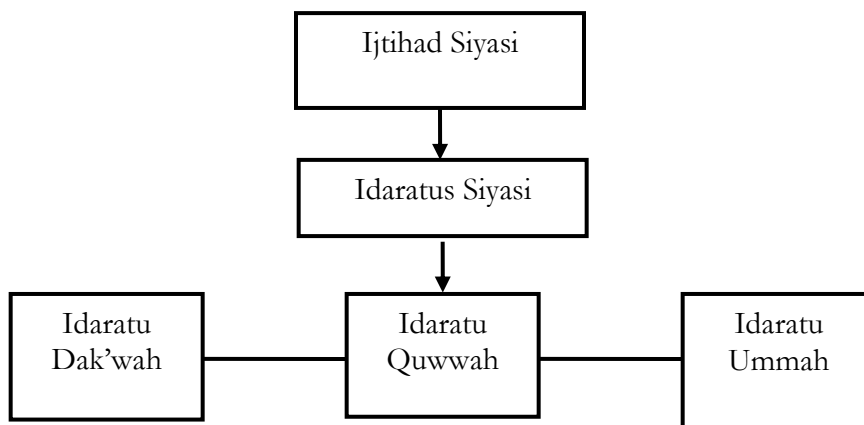 Ijtihad Siyasi
Idaratus Siyasi
Idaratu
Dak’wah
Idaratu
Quwwah
Idaratu
Ummah